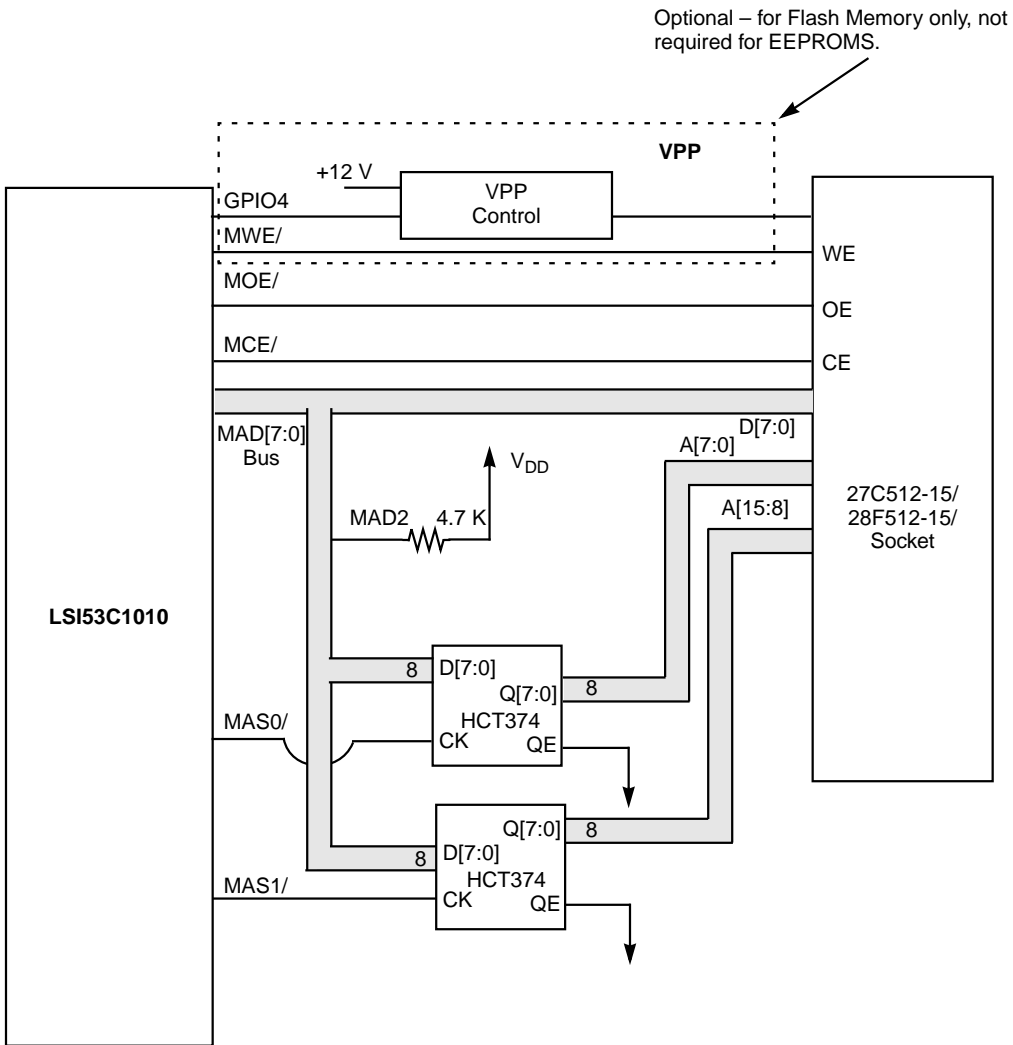 Optional – for Flash Memory only, not
required for EEPROMS.
VPP
+12 V
VPP
Control
GPIO4
MWE/
WE
MOE/
OE
MCE/
CE
MAD[7:0]
Bus
D[7:0]
A[7:0]
VDD
MAD2
4.7 K
A[15:8]
27C512-15/
28F512-15/
Socket
LSI53C1010
8
D[7:0]
Q[7:0]
8
HCT374
MAS0/
CK
QE
Q[7:0]
8
8
D[7:0]
HCT374
MAS1/
CK
QE